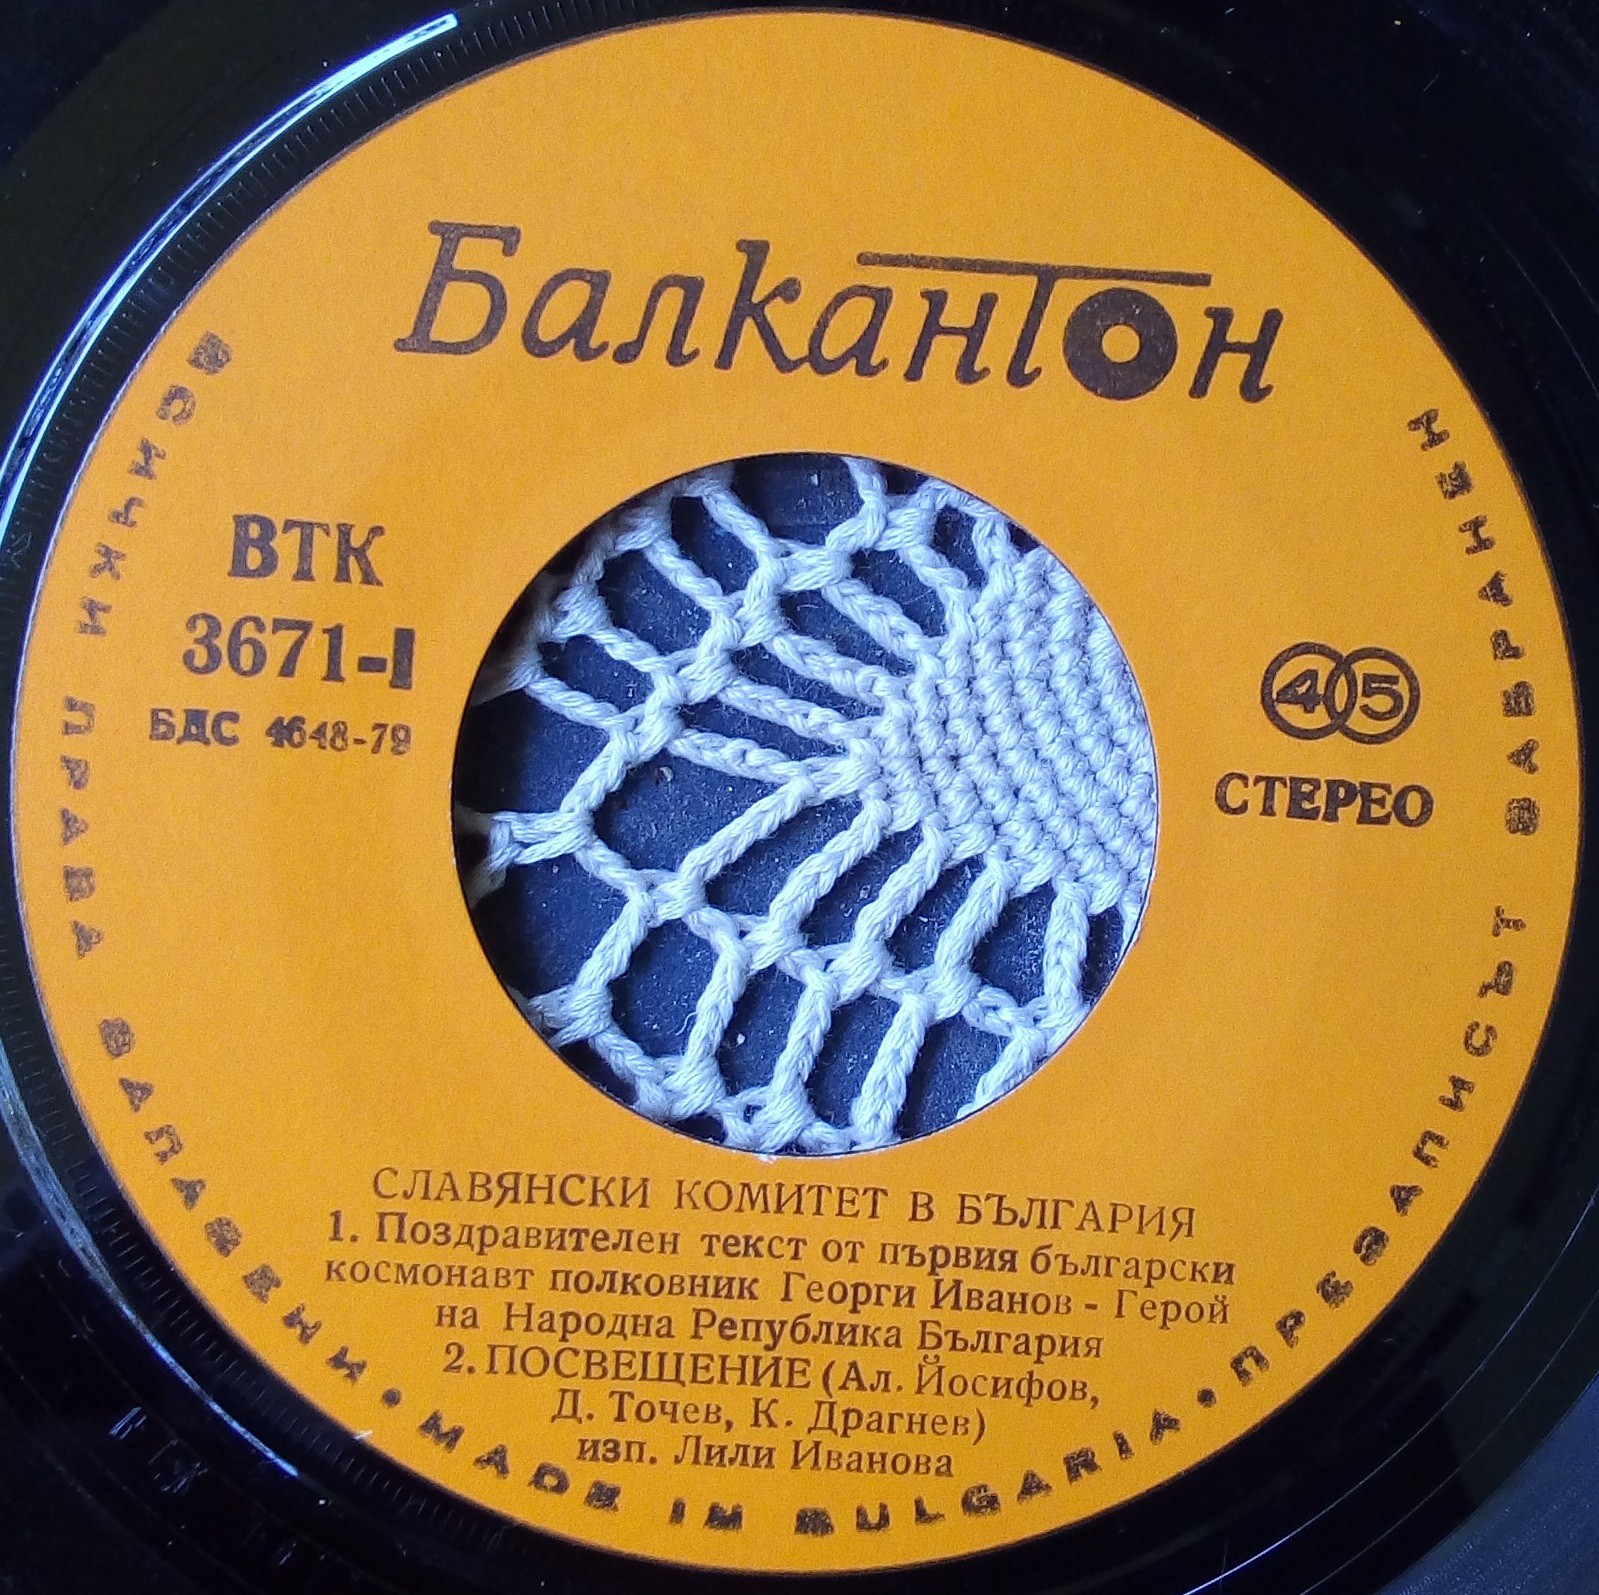 Балкантон
ВТК
3671-I
БДС 4648-79
45
СТЕРЕО
СЛАВЯНСКИ КОМИТЕТ В БЪЛГАРИЯ
1. Поздравителен текст от първия български
космонавт полковник Георги Иванов - Герой
на Народна Република България
2. ПОСВЕЩЕНИЕ (Ал. Йосифов,
Д. Точев, К. Драгнев)
изп. Лили Иванова
ВСИЧКИ ПРАВА ЗАПАЗЕНИ • MADE IN BULGARIA • ПРЕЗАПИСЪТ ЗАБРАНЕН